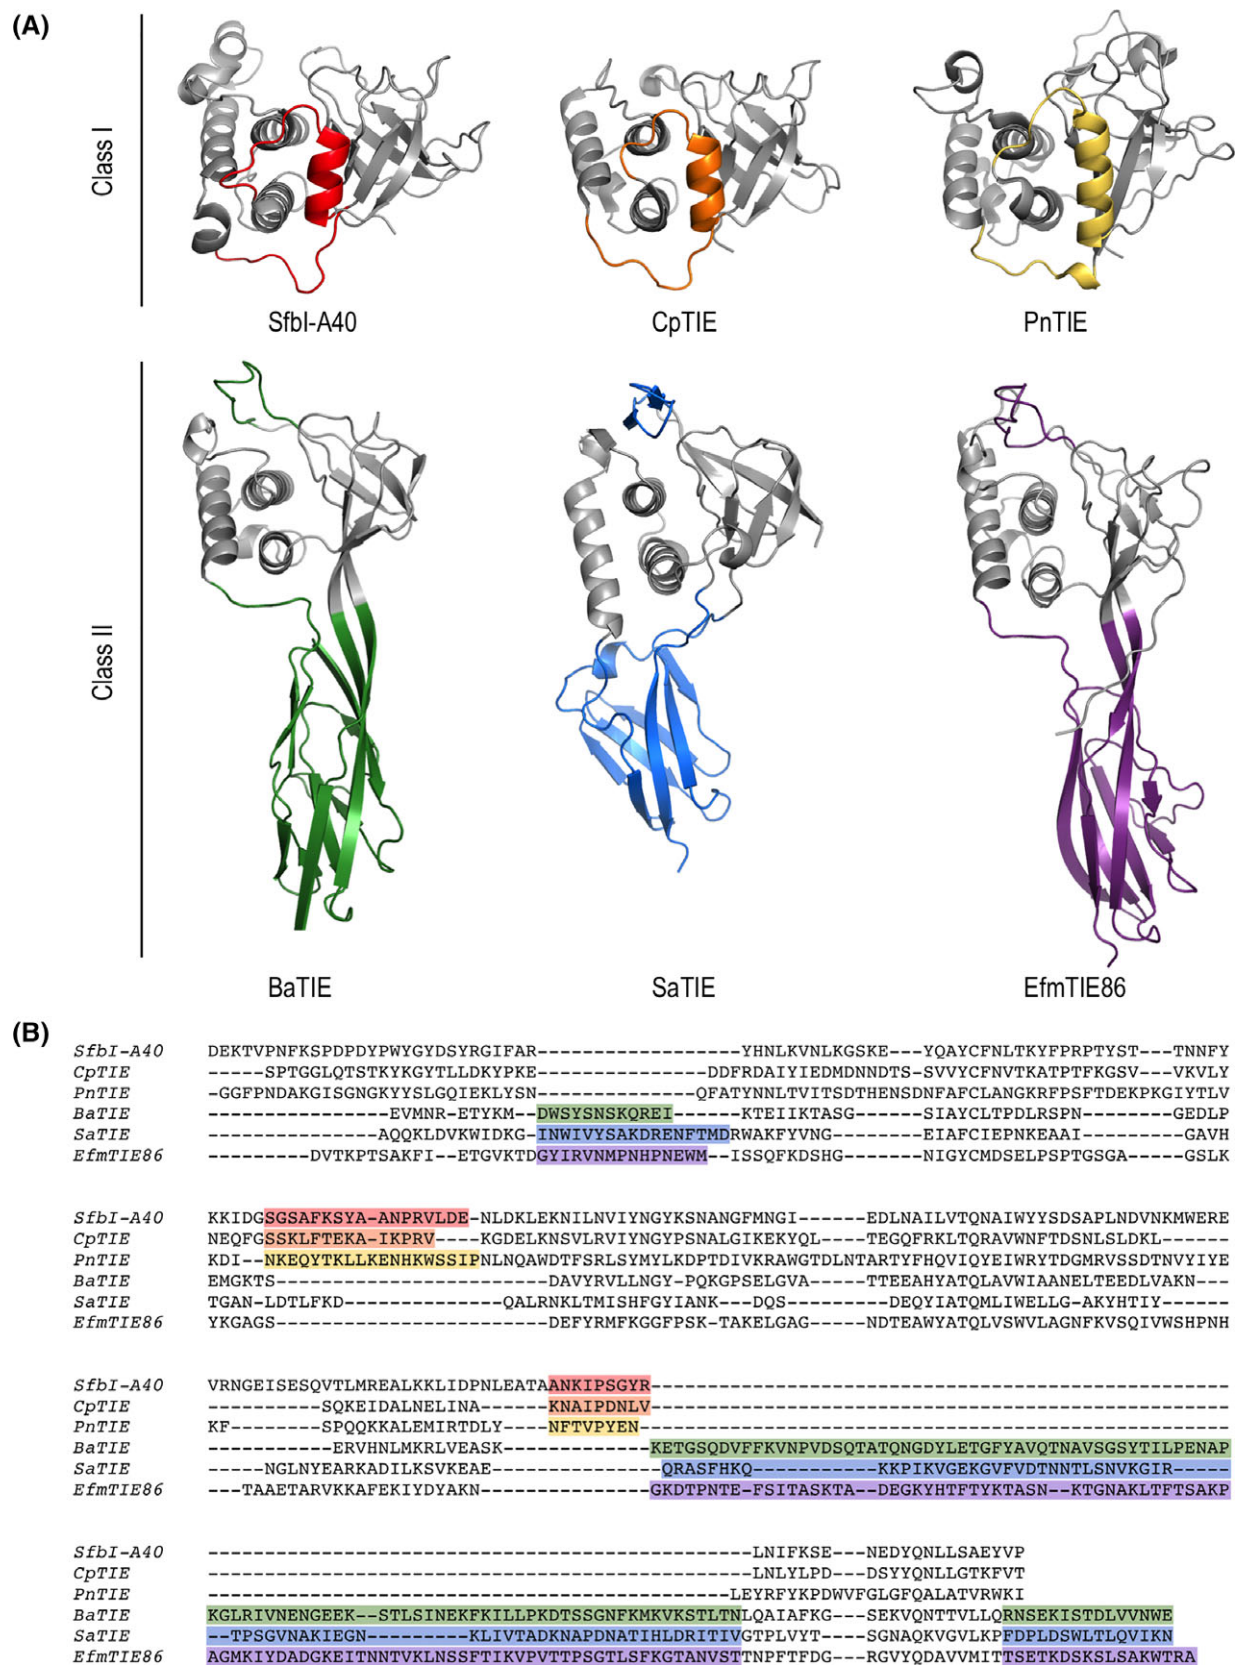 (A)
Class I
SfbI-A40
CpTIE
PnTIE
Class II
BaTIE
SaTIE
EfmTIE86
(B)
SfbI-A40 DEKTVPNFKSPDPDYPWYGYDSYRGIFAR------------------YHNLKVNLKGSKE---YQAYCFNLTKYFPRPTYST---TNNFY
CpTIE -----SPTGGLQTSTKYKGYTLLDKYPKE---------------DDFRDAIYIEDMDNNDTS-SVVYCFNVTKATPTFKGSV---VKVLY
PnTIE -GGFPNDAKGISGNGKYYSLGQIEKLYSN--------------QFATYNNLTVITSDTHENSDNFAFCLANGKRFPSFTDEKPKGIYTLV
BaTIE ----------------EVMNR-ETYKM--DWSYSNSKQREI------KTEIIKTASG------SIAYCLTPDLRSPN-----GEDLP
SaTIE ---------------AQQKLDVKWIDKG-INWIVYSAKDRENFTMDRWAKFYVNG--------EIAFCIEPNKEAAI------GAVH
EfmTIE86 ---------DVTKPTSAKFI--ETGVKTDGYIRVNMPNHPNEWM--ISSQFKDSHG-------NIGYCMDSELPSPTGSGA----GSLK
SfbI-A40 KKIDGSGSAFKSYA-ANPRVLDE-NLDKLEKNILNVIYNGYKSNANGFMNGI----EDLNAILVTQNAIWYYSDSAPLNDVNKMWERE
CpTIE NEQFGSSKLFTEKA-IKPRV----KGDELKNSVLRVIYNGYPSNALGIKEKYQL---TEGQFRKLTQRAVWNFTDSNLSLDKL------
PnTIE KDI--NKEQYTKLLKENHKWSSIPNLNQAWDTFSRLSYMYLKDPTDIVKRAWGTDLNTARTYFHQVIQYEIWRYTDGMRVSSDTNVYIYE
BaTIE EMGKTS------------------------DAVYRVLLNGY-PQKGPSELGVA----TTEEAHYATQLAVWIAANELTEEDLVAKN---
SaTIE TGAN-LDTLFKD--------------QALRNKLTMISHFGYIANK---DQS------DEQYIATQMLIWELLG-AKYHTIY------
EfmTIE86 YKGAGS------------------------DEFYRMFKGGFPSK-TAKELGAG----NDTEAWYATQLVSWVLAGNFKVSQIVWSHPNH
SfbI-A40 VRNGEISESQVTLMREALKKLIDPNLEATAANKIPSGYR---------------------------------------------------
CpTIE ----------SQKEIDALNELINA------KNAIPDNLV---------------------------------------------------
PnTIE KF--------SPQQKKALEMIRTDLY----NFTVPYEN----------------------------------------------------
BaTIE -----------ERVHNLMKRLVEASK-------------KETGSQDVFFKVNPVDSQTATQNGDYLETGFYAVQTNAVSGSYTILPENAP
SaTIE -----NGLNYEARKADILKSVKEAE---------------QRASFHKQ-----------KKPIKVGEKGVFVDTNNTLSNVKGIR-----
EfmTIE86 ---TAAETARVKKAFEKIYDYAKN---------------GKDTPNTE-FSITASKTA--DEGKYHTFTYKTASN--KTGNAKLTFTSAKP
SfbI-A40 ------------------------------------------------LNIFKSE---NEDYQNLLSAEYVP
CpTIE ------------------------------------------------LNLYLPD---DSYYQNLLGTKFVT
PnTIE ----------------------------------------------LEYRFYKPDWVFGLGFQALATVRWKI
BaTIE KGLRIVNENGEEK--STLSINEKFKILLPKDTSSGNFKMKVKSTLTNLQAIAFKG---SEKVQNTTVLLQRNSEKISTDLVVNWE
SaTIE --TPSGVNAKIEGN---------KLIVTADKNAPDNATIHLDRITIVGTPLVYT----SGNAQKVGVLKPFDPLDSWLTLQVIKN
EfmTIE86 AGMKIYDADGKEITNNTVKLNSSFTIKVPVTTPSGTLSFKGTANVSTTNPFTFDG---RGVYQDAVVMITTSETKDSKSLSAKWTRA